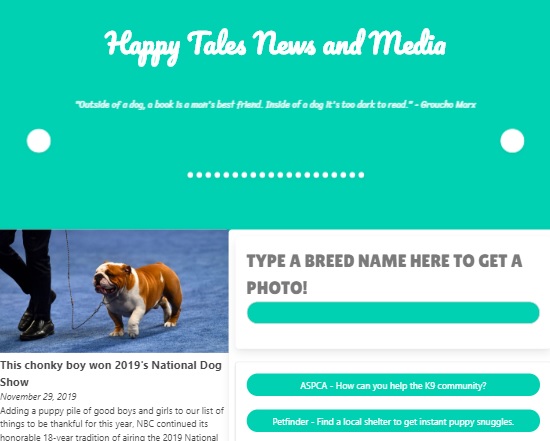 Happy Tales News and Media
"Outside of a dog, a book is a man's best friend. Inside of a dog it's too dark to read." - Groucho Marx
TYPE A BREED NAME HERE TO GET A
PHOTO!
This chonky boy won 2019's National Dog
Show
November 29, 2019
Adding a puppy pile of good boys and girls to our list of
things to be thankful for this year, NBC continued its
honorable 18-year tradition of airing the 2019 National
ASPCA - How can you help the K9 community?
Petfinder - Find a local shelter to get instant puppy snuggles.